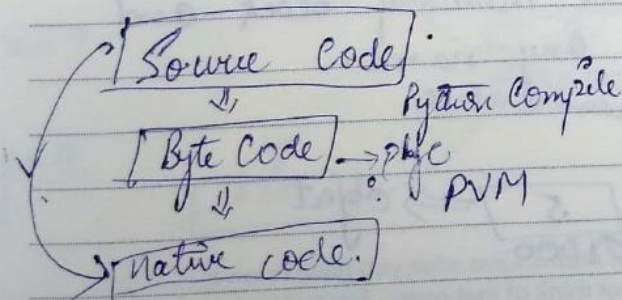 Source Code
Python Compile
Byte Code → pyc
PVM
native code.